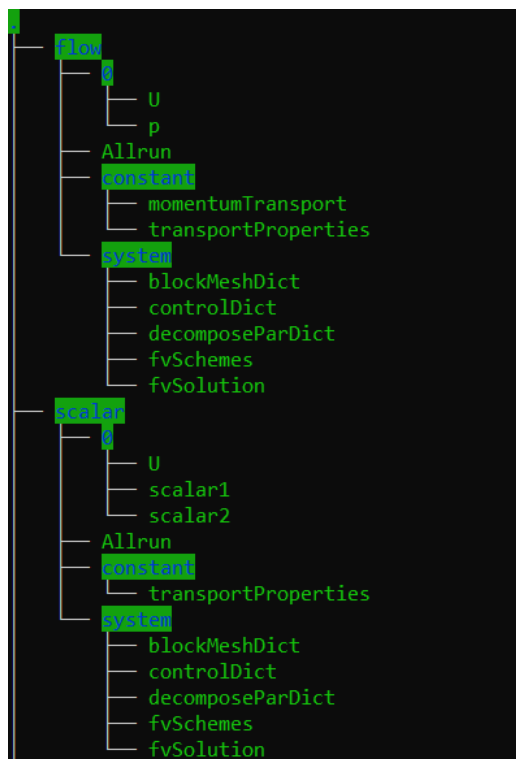 .
flow
0
U
p
Allrun
constant
momentumTransport
transportProperties
system
blockMeshDict
controlDict
decomposeParDict
fvSchemes
fvSolution
scalar
0
U
scalar1
scalar2
Allrun
constant
transportProperties
system
blockMeshDict
controlDict
decomposeParDict
fvSchemes
fvSolution